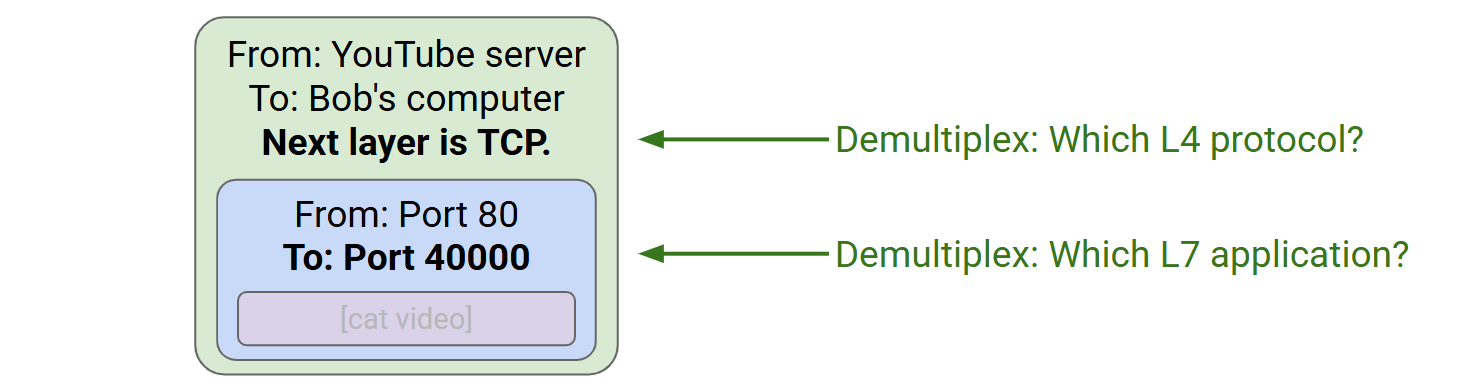 From: YouTube server
To: Bob's computer
Next layer is TCP.
Demultiplex: Which L4 protocol?
From: Port 80
To: Port 40000
Demultiplex: Which L7 application?
[cat video]